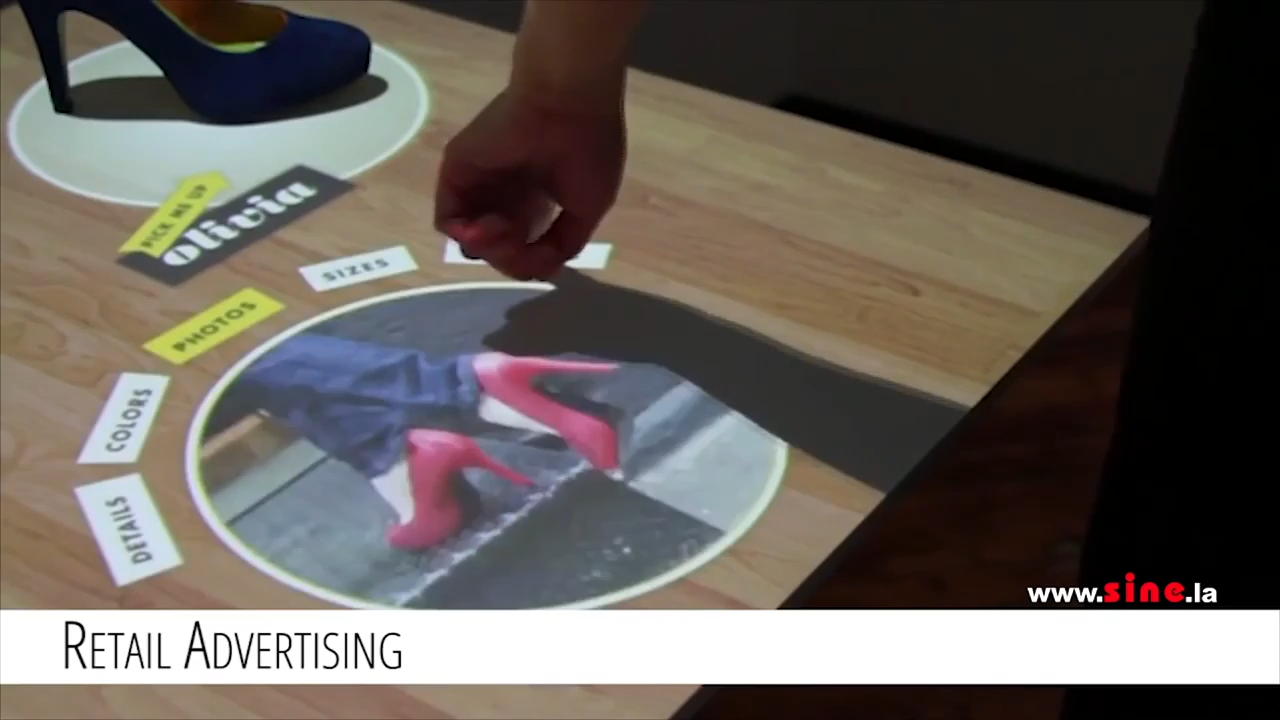 PICK ME UP
Olivia
SIZES
PHOTOS
COLORS
DETAILS
www.sine.la
RETAIL ADVERTISING